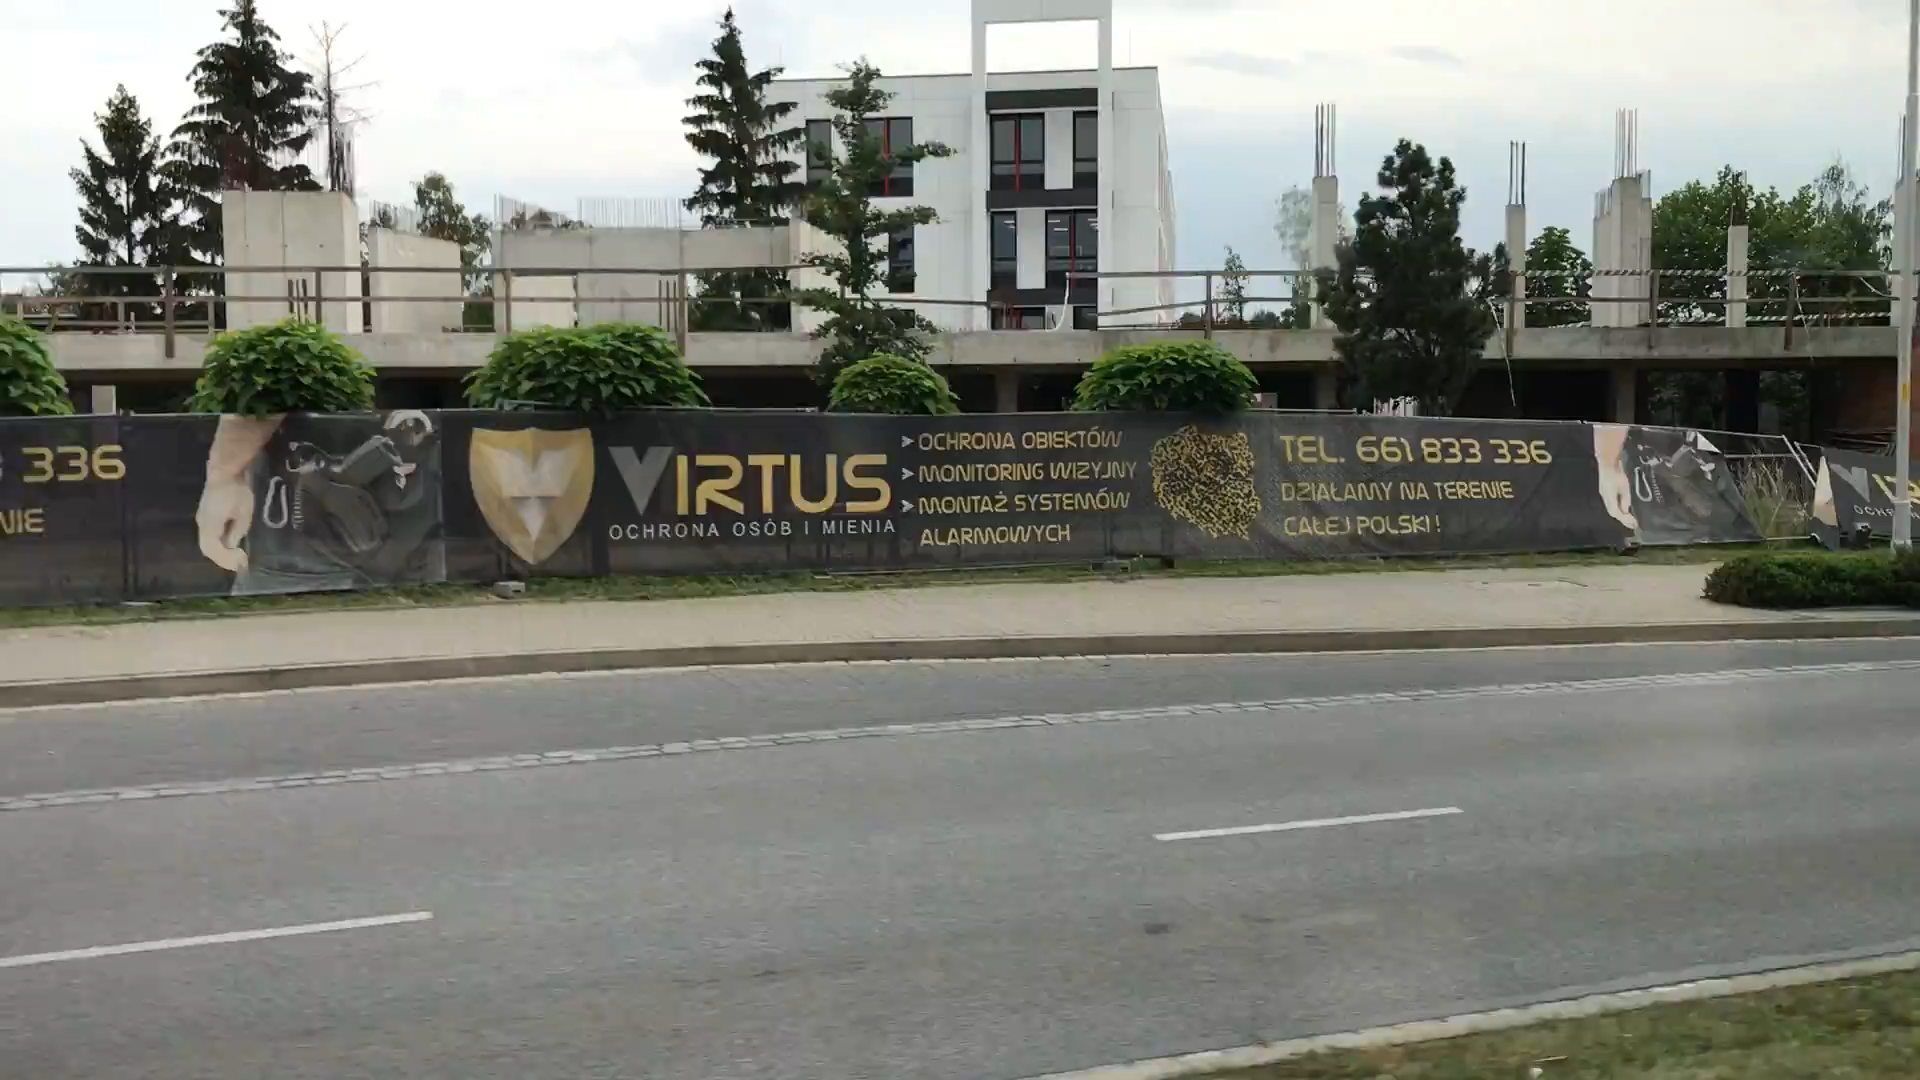 336
NIE
VIRTUS
OCHRONA OSÓB I MIENIA
➤ OCHRONA OBIEKTÓW
➤ MONITORING WIZYJNY
➤ MONTAŻ SYSTEMÓW
ALARMOWYCH
TEL. 661 833 336
DZIAŁAMY NA TERENIE
CAŁEJ POLSKI !